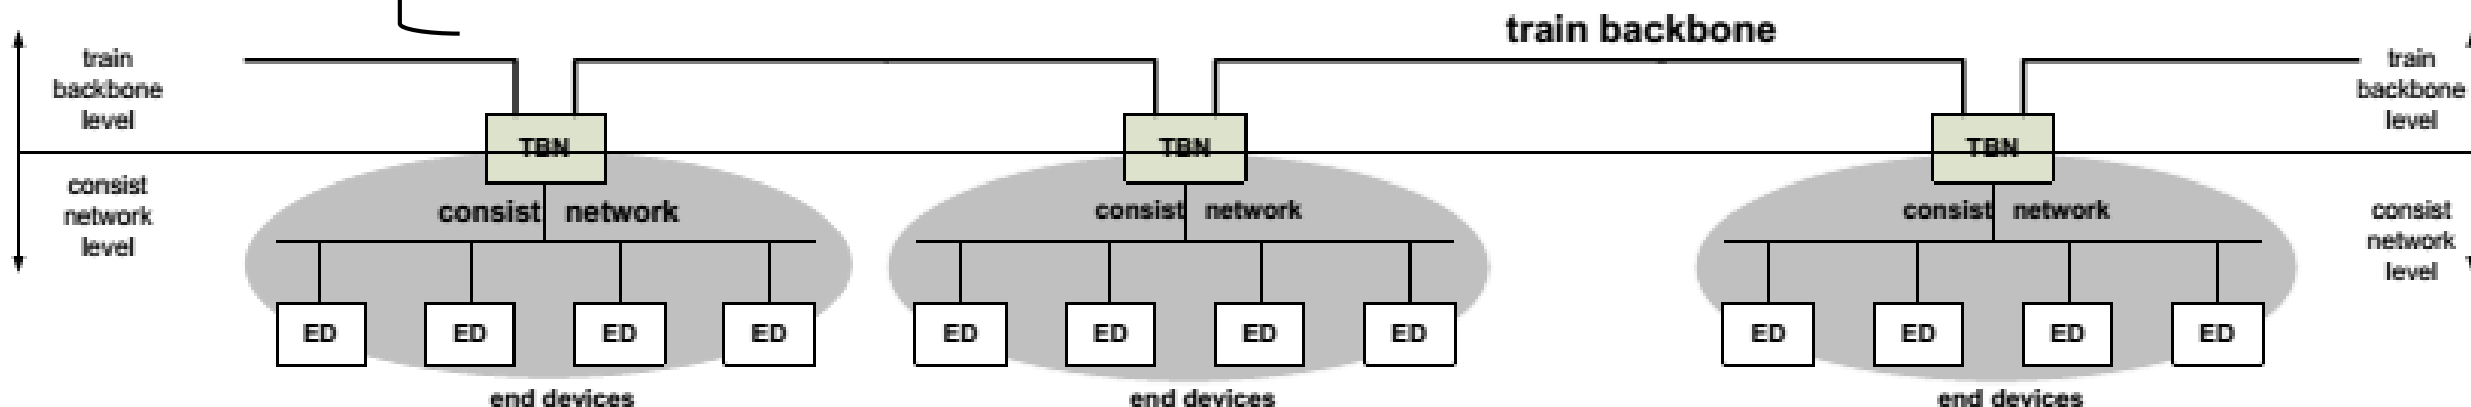 train backbone
train
backbone
level
train
backbone
level
TBN
TBN
TBN
consist
network
level
consist network
consist network
consist network
consist
network
level
ED
ED
ED
ED
ED
ED
ED
ED
ED
ED
ED
ED
end devices
end devices
end devices